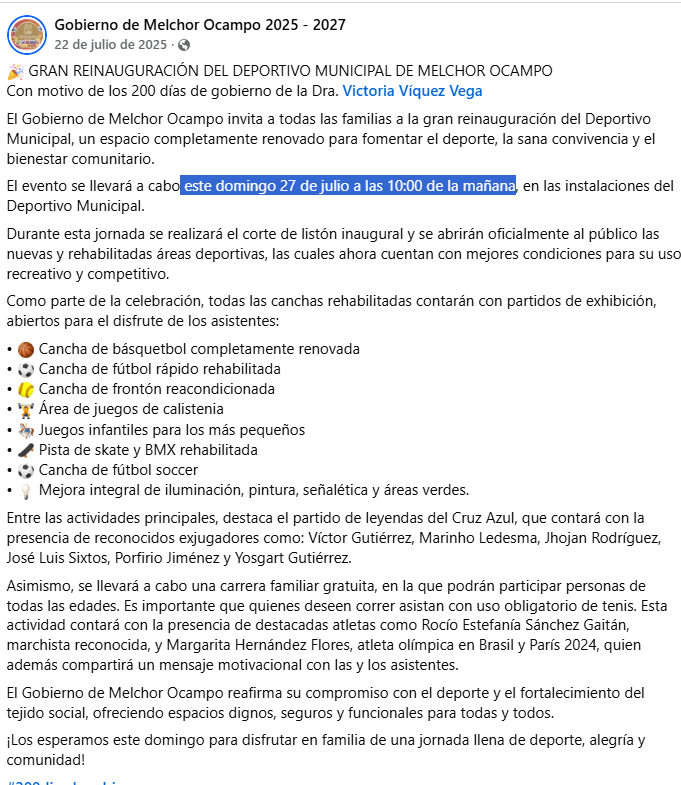 Gobierno de Melchor Ocampo 2025 - 2027
22 de julio de 2025 ·
🎉 GRAN REINAUGURACIÓN DEL DEPORTIVO MUNICIPAL DE MELCHOR OCAMPO
Con motivo de los 200 días de gobierno de la Dra. Victoria Víquez Vega
El Gobierno de Melchor Ocampo invita a todas las familias a la gran reinauguración del Deportivo
Municipal, un espacio completamente renovado para fomentar el deporte, la sana convivencia y el
bienestar comunitario.
El evento se llevará a cabo este domingo 27 de julio a las 10:00 de la mañana, en las instalaciones del
Deportivo Municipal.
Durante esta jornada se realizará el corte de listón inaugural y se abrirán oficialmente al público las
nuevas y rehabilitadas áreas deportivas, las cuales ahora cuentan con mejores condiciones para su uso
recreativo y competitivo.
Como parte de la celebración, todas las canchas rehabilitadas contarán con partidos de exhibición,
abiertos para el disfrute de los asistentes:
• 🏀 Cancha de básquetbol completamente renovada
• ⚽ Cancha de fútbol rápido rehabilitada
• 🥎 Cancha de frontón reacondicionada
• 🏋️ Área de juegos de calistenia
• 🎠 Juegos infantiles para los más pequeños
• 🛹 Pista de skate y BMX rehabilitada
• ⚽ Cancha de fútbol soccer
• 💡 Mejora integral de iluminación, pintura, señalética y áreas verdes.
Entre las actividades principales, destaca el partido de leyendas del Cruz Azul, que contará con la
presencia de reconocidos exjugadores como: Víctor Gutiérrez, Marinho Ledesma, Jhojan Rodríguez,
José Luis Sixtos, Porfirio Jiménez y Yosgart Gutiérrez.
Asimismo, se llevará a cabo una carrera familiar gratuita, en la que podrán participar personas de
todas las edades. Es importante que quienes deseen correr asistan con uso obligatorio de tenis. Esta
actividad contará con la presencia de destacadas atletas como Rocío Estefanía Sánchez Gaitán,
marchista reconocida, y Margarita Hernández Flores, atleta olímpica en Brasil y París 2024, quien
además compartirá un mensaje motivacional con las y los asistentes.
El Gobierno de Melchor Ocampo reafirma su compromiso con el deporte y el fortalecimiento del
tejido social, ofreciendo espacios dignos, seguros y funcionales para todas y todos.
¡Los esperamos este domingo para disfrutar en familia de una jornada llena de deporte, alegría y
comunidad!